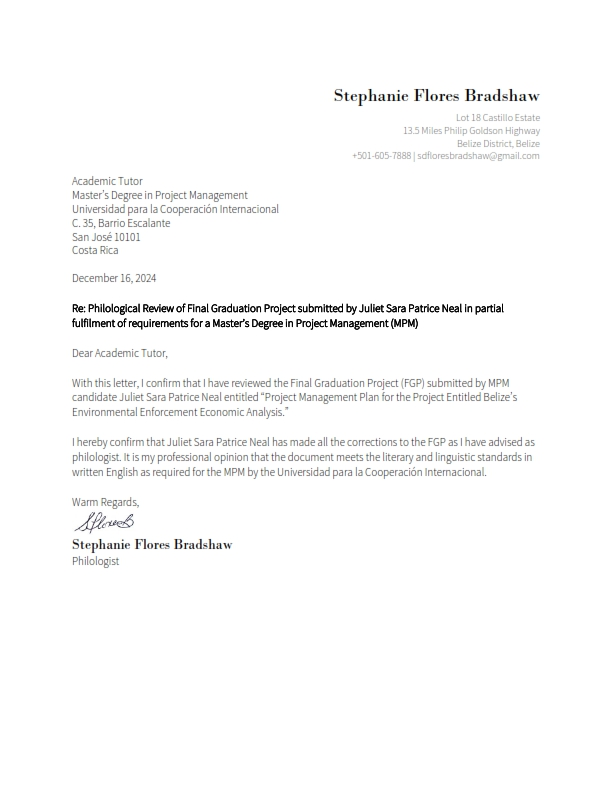 Stephanie Flores Bradshaw
Lot 18 Castillo Estate
13.5 Miles Philip Goldson Highway
Belize District, Belize
+501-605-7888 | sdfloresbradshaw@gmail.com
Academic Tutor
Master's Degree in Project Management
Universidad para la Cooperación Internacional
C. 35, Barrio Escalante
San José 10101
Costa Rica
December 16, 2024
Re: Philological Review of Final Graduation Project submitted by Juliet Sara Patrice Neal in partial
fulfilment of requirements for a Master's Degree in Project Management (MPM)
Dear Academic Tutor,
With this letter, I confirm that I have reviewed the Final Graduation Project (FGP) submitted by MPM
candidate Juliet Sara Patrice Neal entitled “Project Management Plan for the Project Entitled Belize's
Environmental Enforcement Economic Analysis.”
I hereby confirm that Juliet Sara Patrice Neal has made all the corrections to the FGP as I have advised as
philologist. It is my professional opinion that the document meets the literary and linguistic standards in
written English as required for the MPM by the Universidad para la Cooperación Internacional.
Warm Regards,
SFloresB
Stephanie Flores Bradshaw
Philologist